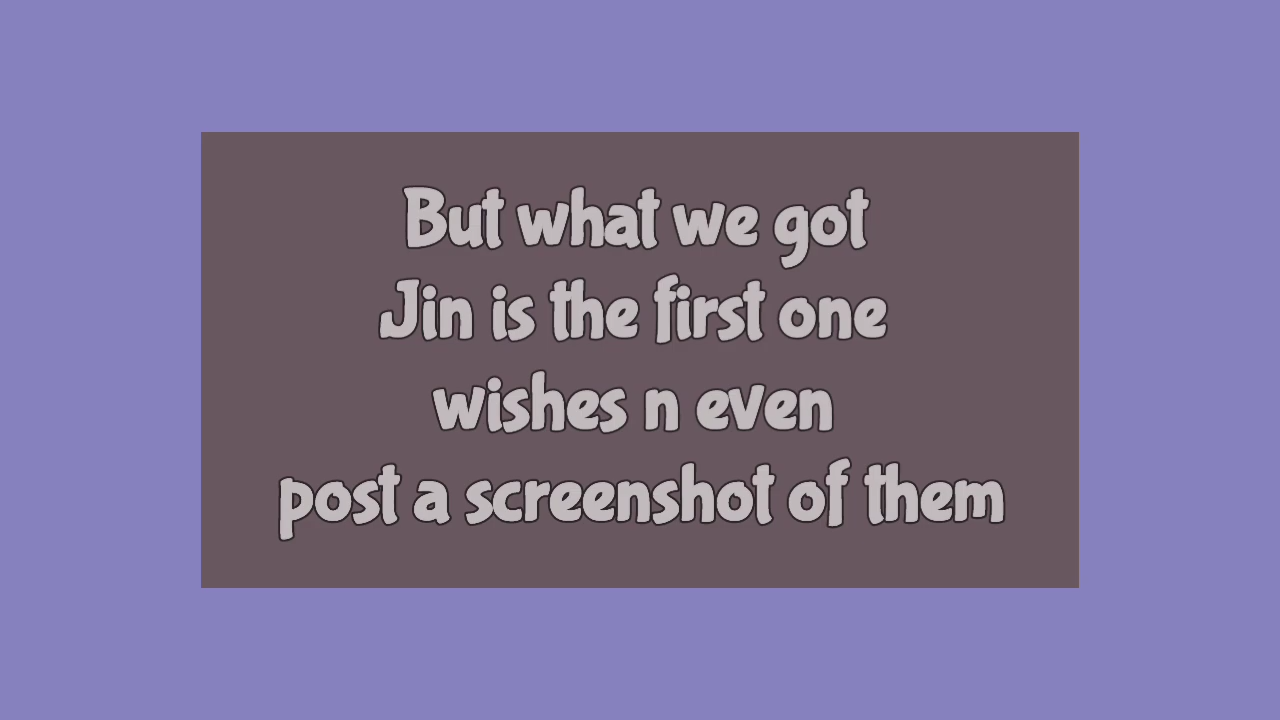 But what we got
Jin is the first one
wishes n even
post a screenshot of them